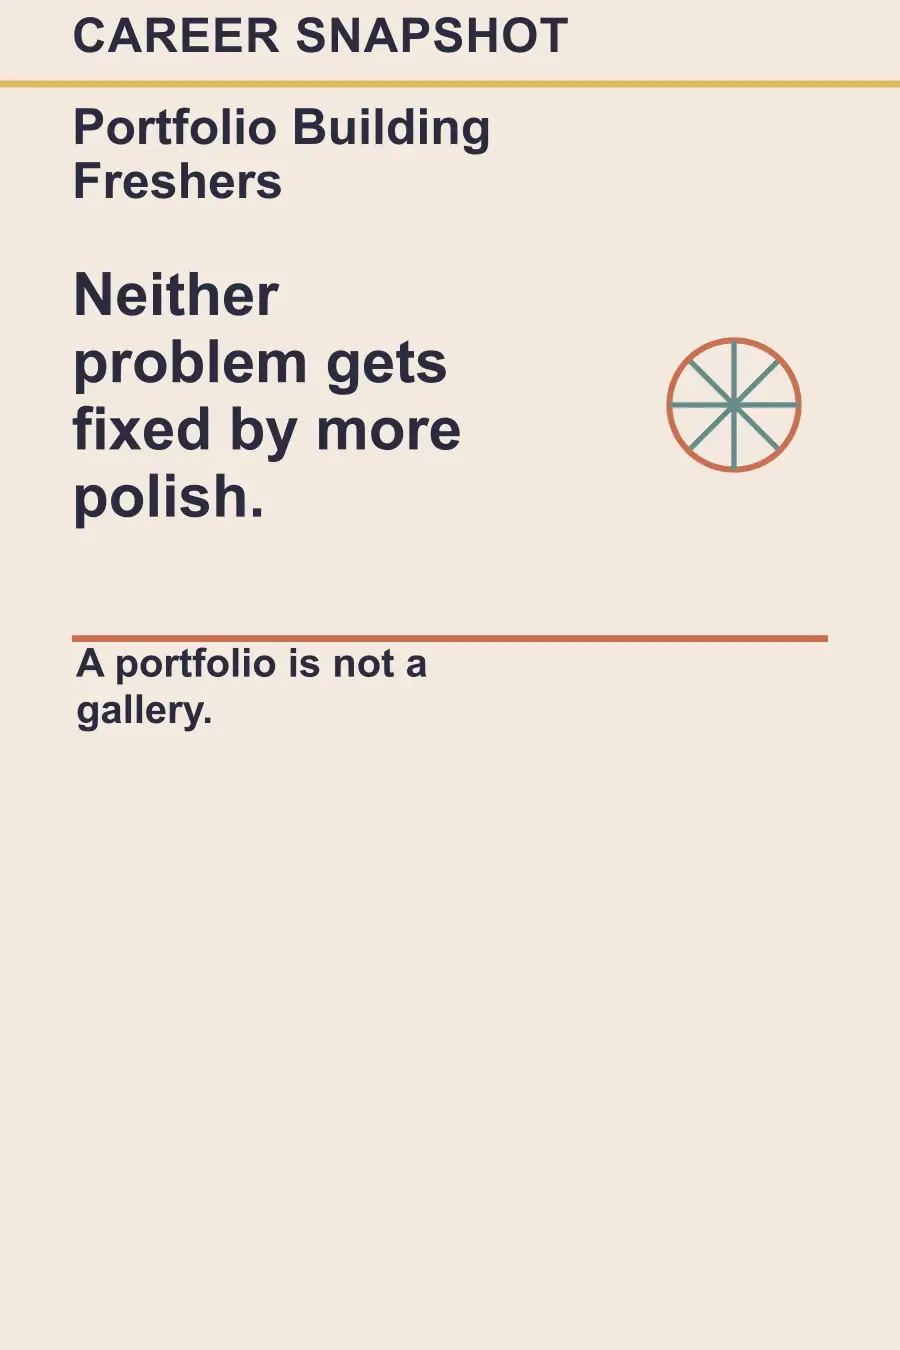 CAREER SNAPSHOT
Portfolio Building
Freshers
Neither
problem gets
fixed by more
polish.
A portfolio is not a
gallery.